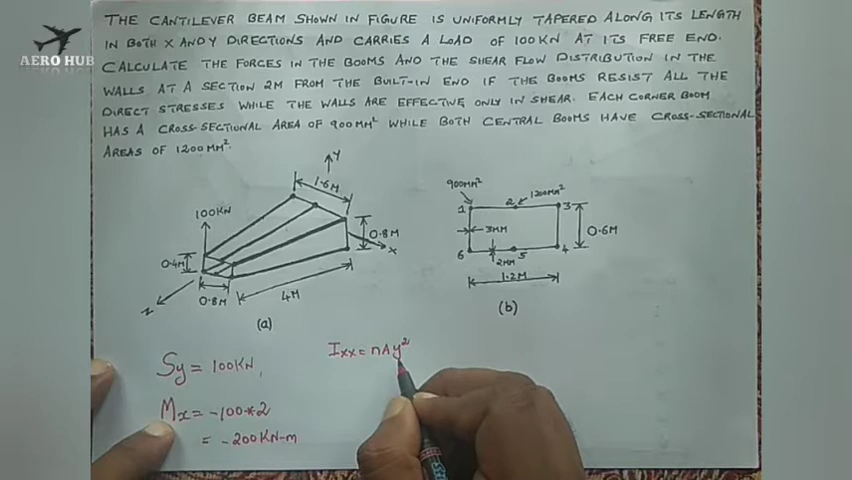 THE CANTILEVER BEAM SHOWN IN FIGURE IS UNIFORMLY TAPERED ALONG ITS LENGTH
IN BOTH X AND Y DIRECTIONS AND CARRIES A LOAD OF 100KN AT ITS FREE END.
CALCULATE THE FORCES IN THE BOOMS AND THE SHEAR FLOW DISTRIBUTION IN THE
WALLS AT A SECTION 2M FROM THE BUILT-IN END IF THE BOOMS RESIST ALL THE
DIRECT STRESSES WHILE THE WALLS ARE EFFECTIVE ONLY IN SHEAR. EACH CORNER BOOM
HAS A CROSS-SECTIONAL AREA OF 900MM² WHILE BOTH CENTRAL BOOMS HAVE CROSS-SECTIONAL
AREAS OF 1200MM².
AERO HUB
Y
1.6M
100KN
0.8M
X
0.4M
0.8M
4M
Z
(a)
900MM²
1200MM²
1
2
3
3MM
0.6M
6
5
4
2MM
1.2M
(b)
Sy = 100KN,
Mx = -100*2
= -200KN-M
Ixx = nAy²